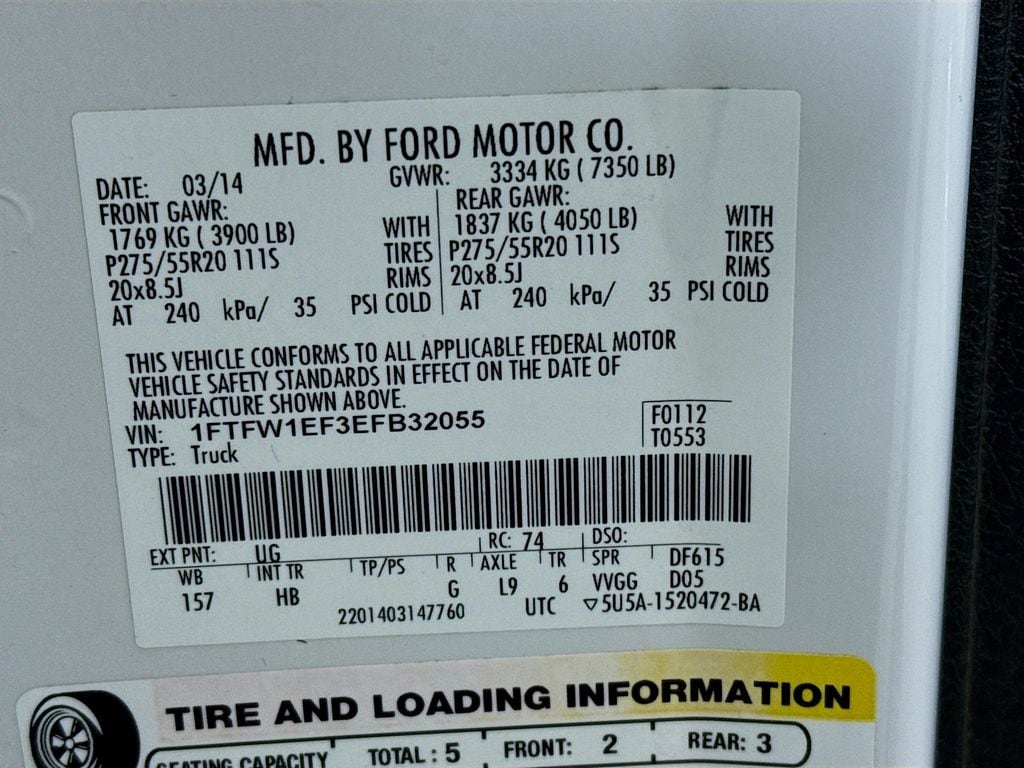 MFD. BY FORD MOTOR CO.
DATE: 03/14 GVWR: 3334 KG ( 7350 LB)
FRONT GAWR: REAR GAWR:
1769 KG ( 3900 LB) WITH 1837 KG ( 4050 LB) WITH
P275/55R20 111S TIRES P275/55R20 111S TIRES
20x8.5J RIMS 20x8.5J RIMS
AT 240 kPa/ 35 PSI COLD AT 240 kPa/ 35 PSI COLD
THIS VEHICLE CONFORMS TO ALL APPLICABLE FEDERAL MOTOR
VEHICLE SAFETY STANDARDS IN EFFECT ON THE DATE OF
MANUFACTURE SHOWN ABOVE.
VIN: 1FTFW1EF3EFB32055 F0112
TYPE: Truck T0553
EXT PNT: UG RC: 74 DSO:
WB INT TR TP/PS R AXLE TR SPR DF615
157 HB G L9 6 VVGG D05
2201403147760 UTC ▽5U5A-1520472-BA
TIRE AND LOADING INFORMATION
SEATING CAPACITY TOTAL : 5 FRONT: 2 REAR: 3